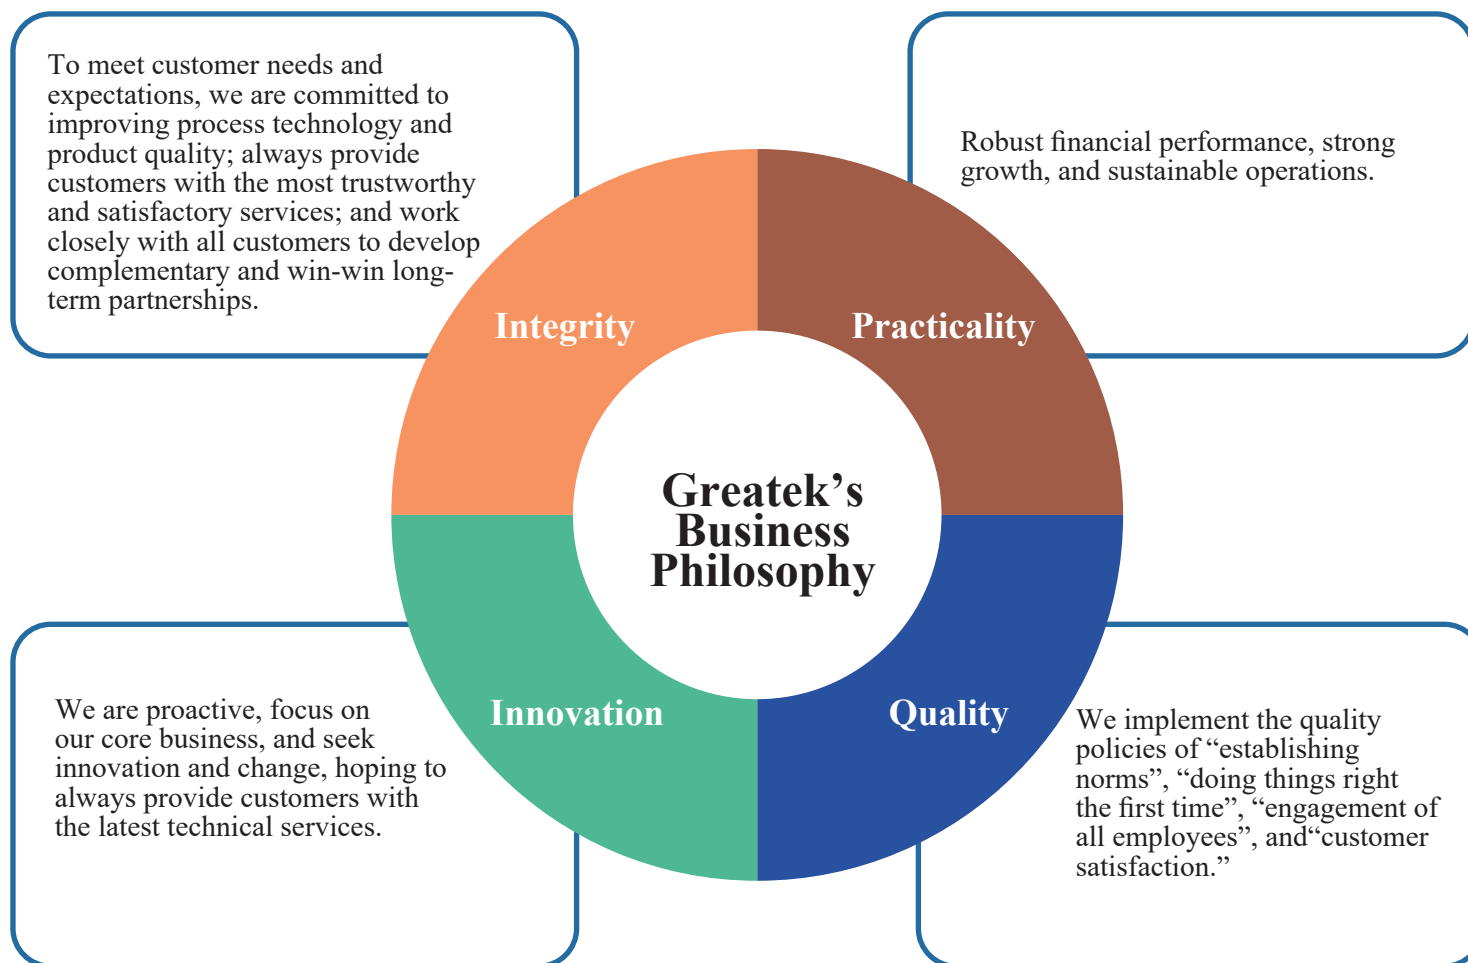 To meet customer needs and
expectations, we are committed to
improving process technology and
product quality; always provide
customers with the most trustworthy
and satisfactory services; and work
closely with all customers to develop
complementary and win-win long-
term partnerships.
Robust financial performance, strong
growth, and sustainable operations.
Integrity
Practicality
Greatek’s
Business
Philosophy
Innovation
Quality
We are proactive, focus on
our core business, and seek
innovation and change, hoping to
always provide customers with
the latest technical services.
We implement the quality
policies of “establishing
norms”, “doing things right
the first time”, “engagement of
all employees”, and“customer
satisfaction.”